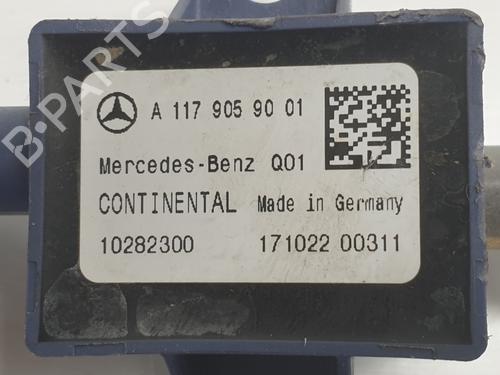 A 117 905 90 01
Mercedes-Benz Q01
CONTINENTAL Made in Germany
10282300 171022 00311
B-Parts